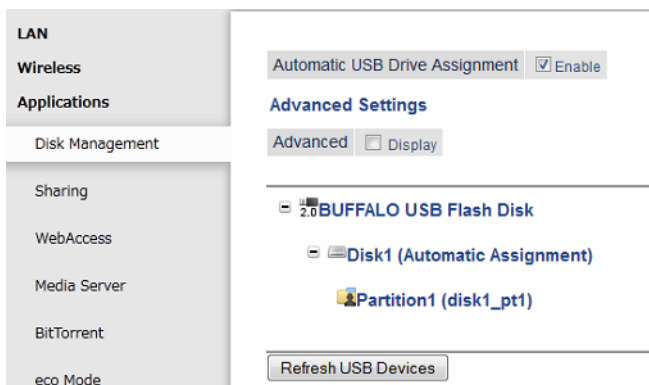 LAN
Wireless
Applications
Disk Management
Sharing
WebAccess
Media Server
BitTorrent
eco Mode
Automatic USB Drive Assignment Enable
Advanced Settings
Advanced Display
2.0 BUFFALO USB Flash Disk
Disk1 (Automatic Assignment)
Partition1 (disk1_pt1)
Refresh USB Devices